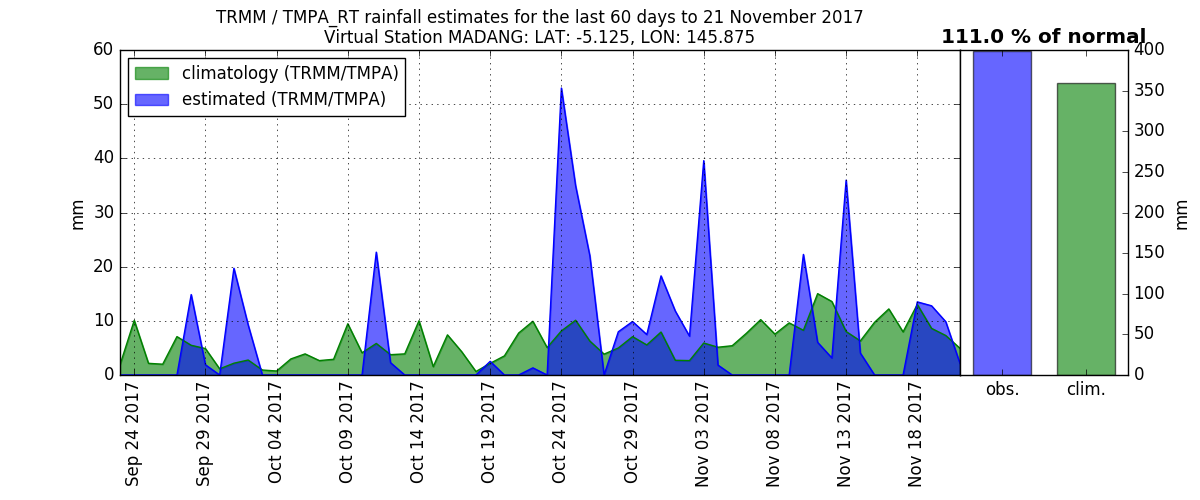 TRMM / TMPA_RT rainfall estimates for the last 60 days to 21 November 2017
Virtual Station MADANG: LAT: -5.125, LON: 145.875
111.0 % of normal
climatology (TRMM/TMPA)
estimated (TRMM/TMPA)
60
50
40
30
20
10
0
mm
Sep 24 2017
Sep 29 2017
Oct 04 2017
Oct 09 2017
Oct 14 2017
Oct 19 2017
Oct 24 2017
Oct 29 2017
Nov 03 2017
Nov 08 2017
Nov 13 2017
Nov 18 2017
obs.
clim.
400
350
300
250
200
150
100
50
0
mm